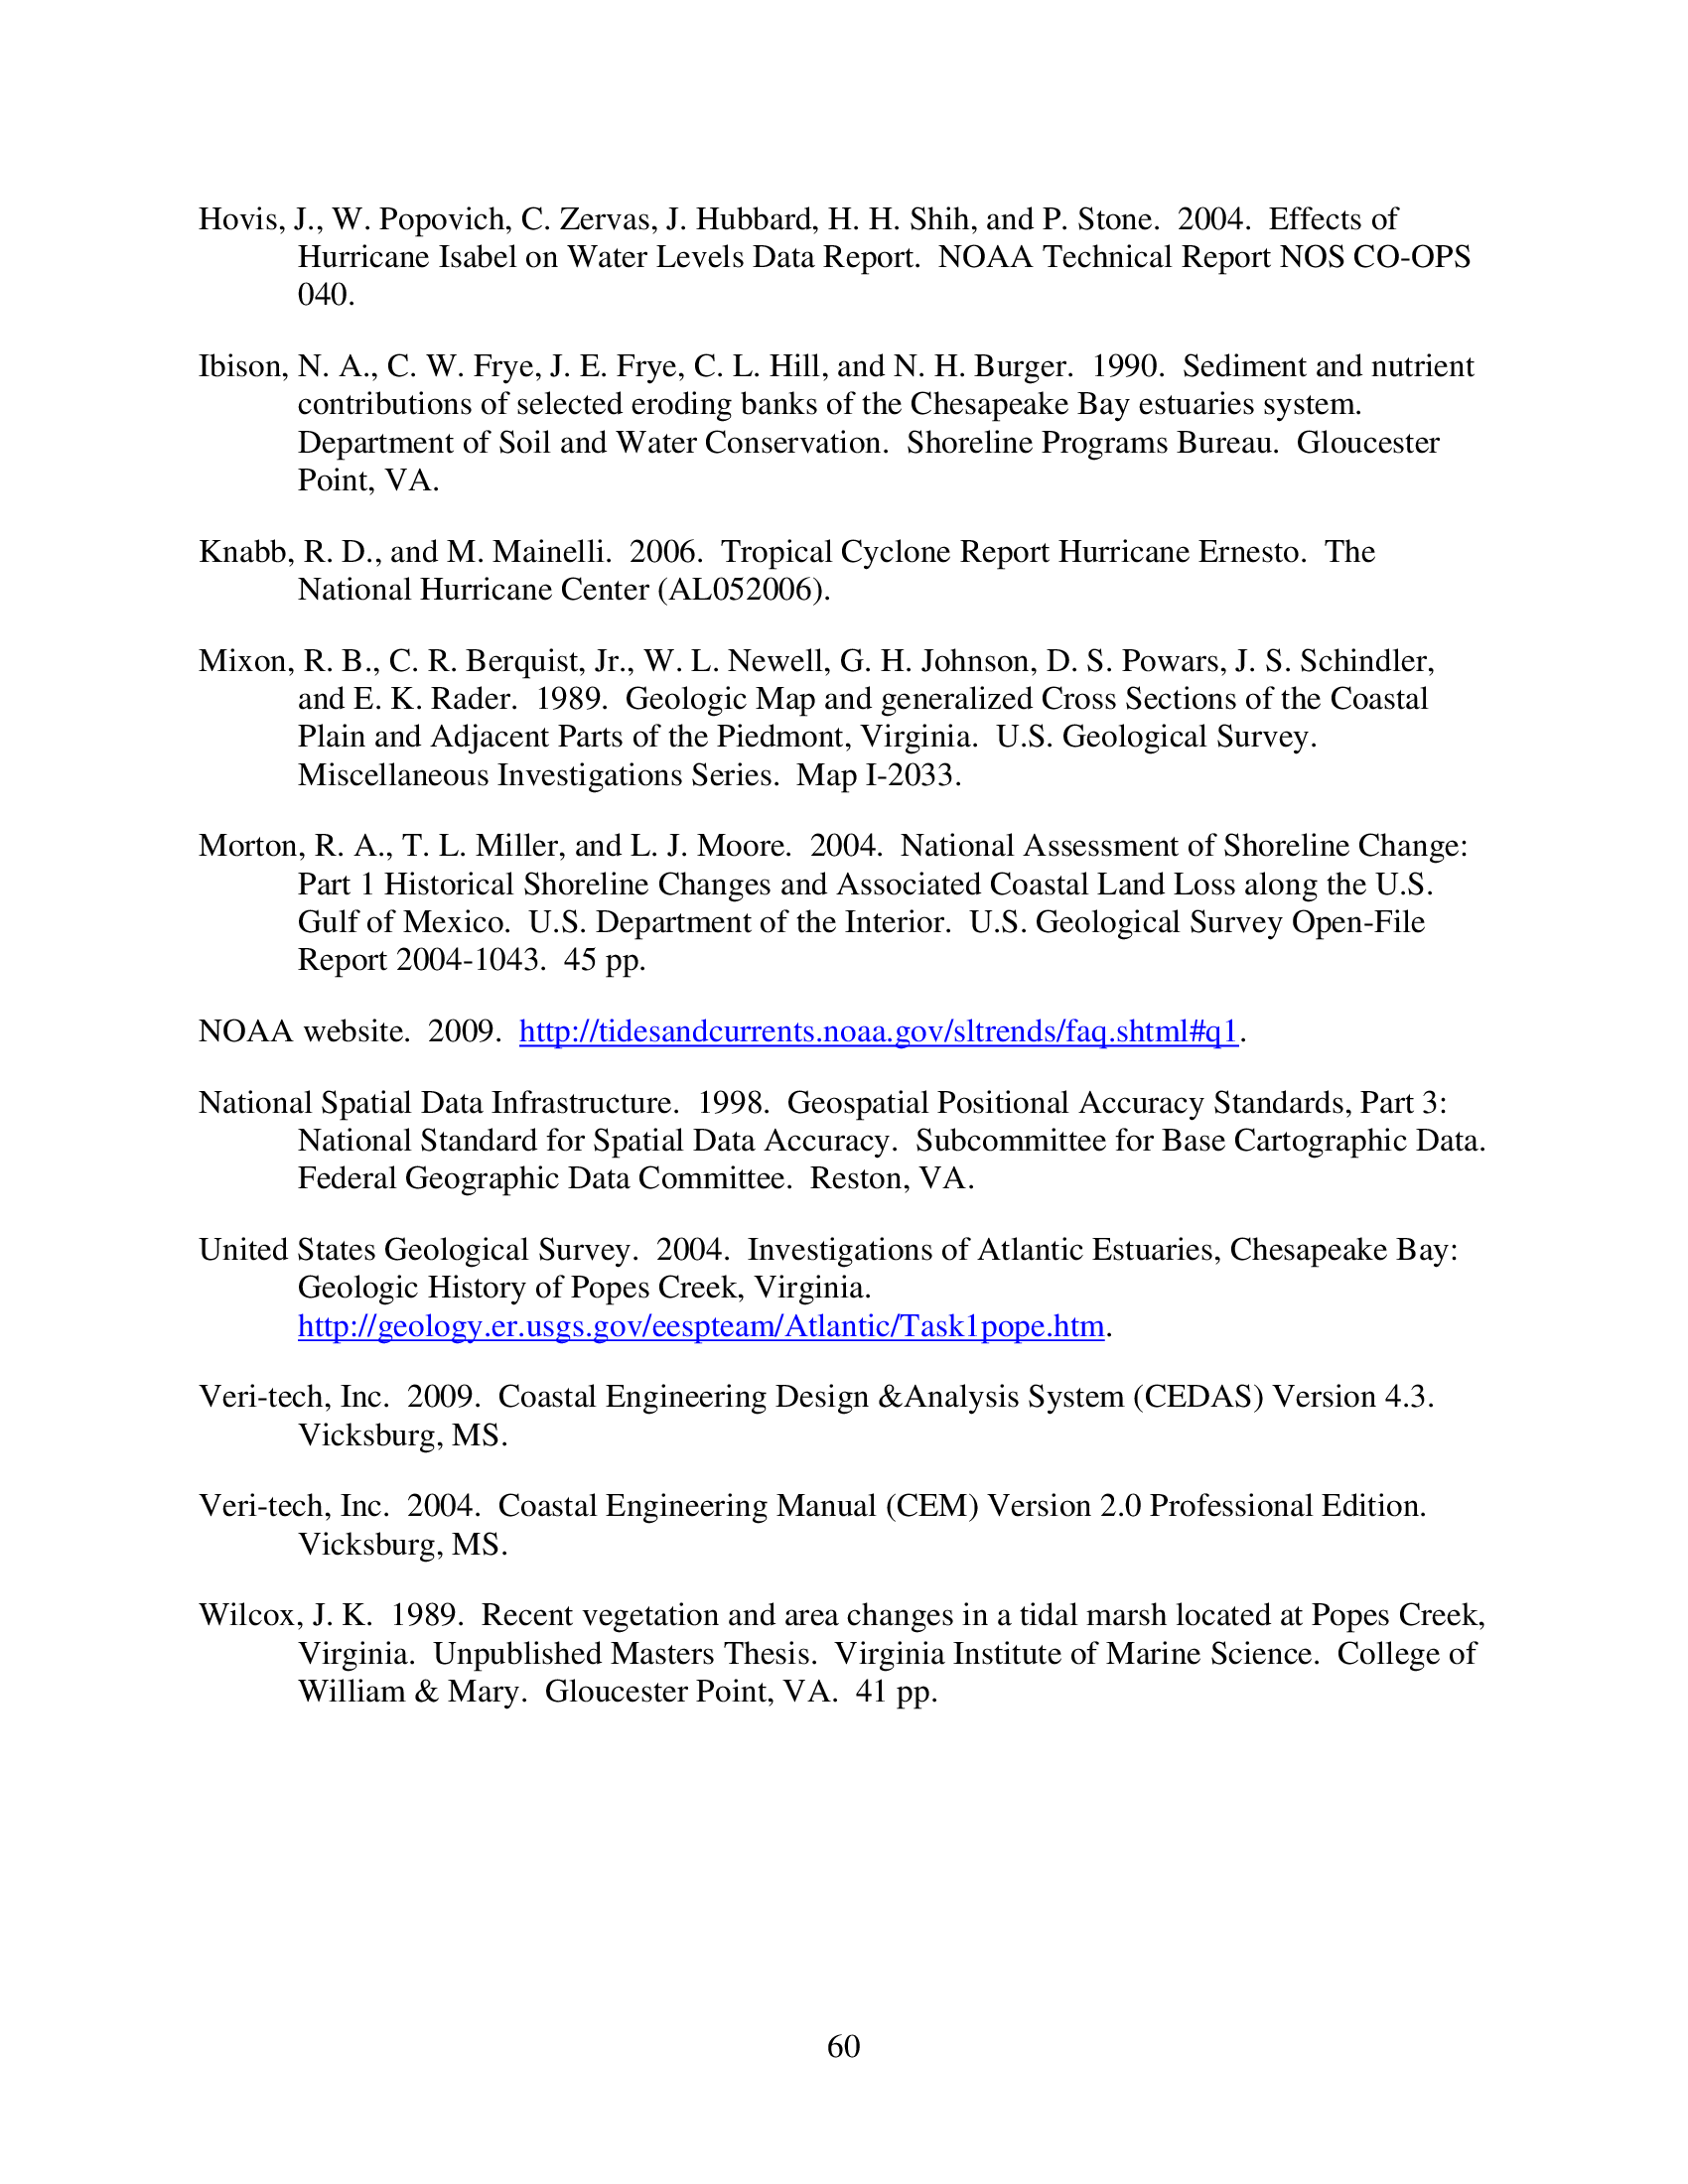 Hovis, J., W. Popovich, C. Zervas, J. Hubbard, H. H. Shih, and P. Stone.  2004.  Effects of
Hurricane Isabel on Water Levels Data Report.  NOAA Technical Report NOS CO-OPS
040.
Ibison, N. A., C. W. Frye, J. E. Frye, C. L. Hill, and N. H. Burger.  1990.  Sediment and nutrient
contributions of selected eroding banks of the Chesapeake Bay estuaries system.
Department of Soil and Water Conservation.  Shoreline Programs Bureau.  Gloucester
Point, VA.
Knabb, R. D., and M. Mainelli.  2006.  Tropical Cyclone Report Hurricane Ernesto.  The
National Hurricane Center (AL052006).
Mixon, R. B., C. R. Berquist, Jr., W. L. Newell, G. H. Johnson, D. S. Powars, J. S. Schindler,
and E. K. Rader.  1989.  Geologic Map and generalized Cross Sections of the Coastal
Plain and Adjacent Parts of the Piedmont, Virginia.  U.S. Geological Survey.
Miscellaneous Investigations Series.  Map I-2033.
Morton, R. A., T. L. Miller, and L. J. Moore.  2004.  National Assessment of Shoreline Change:
Part 1 Historical Shoreline Changes and Associated Coastal Land Loss along the U.S.
Gulf of Mexico.  U.S. Department of the Interior.  U.S. Geological Survey Open-File
Report 2004-1043.  45 pp.
NOAA website.  2009.  http://tidesandcurrents.noaa.gov/sltrends/faq.shtml#q1.
National Spatial Data Infrastructure.  1998.  Geospatial Positional Accuracy Standards, Part 3:
National Standard for Spatial Data Accuracy.  Subcommittee for Base Cartographic Data.
Federal Geographic Data Committee.  Reston, VA.
United States Geological Survey.  2004.  Investigations of Atlantic Estuaries, Chesapeake Bay:
Geologic History of Popes Creek, Virginia.
http://geology.er.usgs.gov/eespteam/Atlantic/Task1pope.htm.
Veri-tech, Inc.  2009.  Coastal Engineering Design &Analysis System (CEDAS) Version 4.3.
Vicksburg, MS.
Veri-tech, Inc.  2004.  Coastal Engineering Manual (CEM) Version 2.0 Professional Edition.
Vicksburg, MS.
Wilcox, J. K.  1989.  Recent vegetation and area changes in a tidal marsh located at Popes Creek,
Virginia.  Unpublished Masters Thesis.  Virginia Institute of Marine Science.  College of
William & Mary.  Gloucester Point, VA.  41 pp.
60